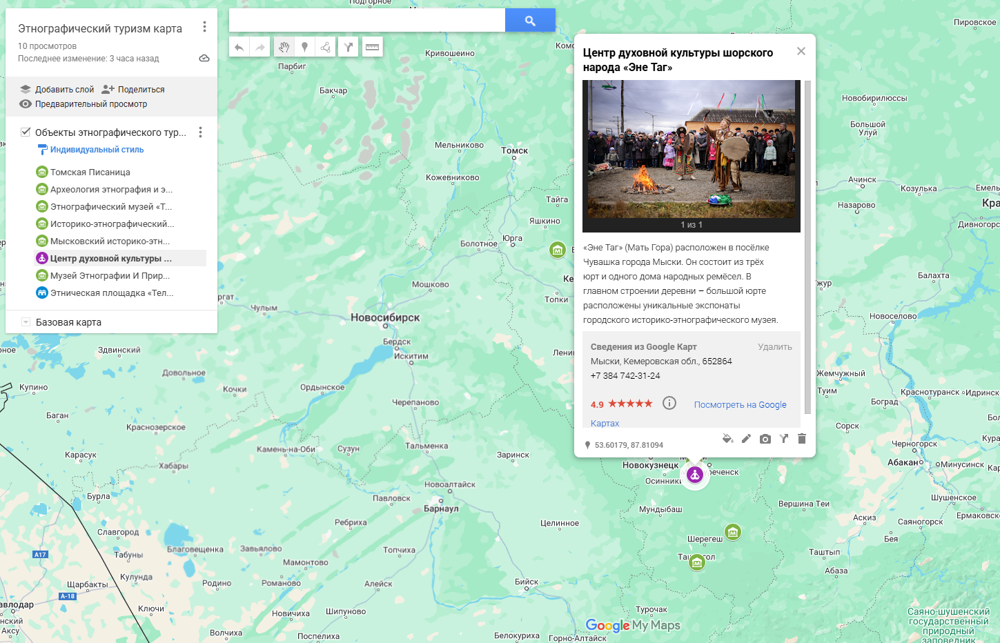 Этнографический туризм карта
10 просмотров
Последнее изменение: 3 часа назад
Добавить слой
Поделиться
Предварительный просмотр
Объекты этнографического тур...
Индивидуальный стиль
Томская Писаница
Археология этнография и э...
Этнографический музей «Т...
Историко-этнографический...
Мысковский историко-этн...
Центр духовной культуры ...
Музей Этнографии И Прир...
Этническая площадка «Тел...
Базовая карта
Центр духовной культуры шорского
народа «Эне Таг»
1 из 1
«Эне Таг» (Мать Гора) расположен в посёлке
Чувашка города Мыски. Он состоит из трёх
юрт и одного дома народных ремёсел. В
главном строении деревни – большой юрте
расположены уникальные экспонаты
городского историко-этнографического музея.
Сведения из Google Карт
Удалить
Мыски, Кемеровская обл., 652864
+7 384 742-31-24
4.9
Посмотреть на Google
Картах
53.60179, 87.81094
Подгорное
Пировское
Кривошеино
Парбиг
Бакчар
Новобирилюссы
Большой
Улуй
Мельниково
Томск
Кожевниково
Ачинск
Козулька
Тайга
Назарово
Яшкино
Дивногорск
Юрга
Болотное
Балахта
Мошково
Топки
Чулым
Новосибирск
Новоселово
Бердск
Искитим
Здвинский
Довольное
Жемчужный
Купино
Кочки
Ордынское
Туим
Краснотуранск
Идринск
Черепаново
Боград
Баган
Краснозерское
Сорск
Черногорск
Тальменка
Камень-на-Оби
Сузун
Заринск
Карасук
Хабары
Абакан
Минусинск
Новокузнецк
Осинники
Новоалтайск
Бурла
Павловск
Барнаул
Мундыбаш
Вершина Теи
Шушенское
Ермаковско
Аскиз
Саяногорск
Целинное
Ребриха
Славгород
Шерегеш
Бея
A17
Табуны
Благовещенка
Завьялово
Топчиха
Таштып
Мамонтово
Абаза
Кулунда
Щарбакты
Родино
Романово
Алейск
Бийск
A-18
Ключи
Новичиха
Шипуново
Турочак
Саяно-шушенский
государственный
природный
заповедник
Аксу
Волчиха
Поспелиха
Белокуриха
Горно-Алтайск
Google My Maps